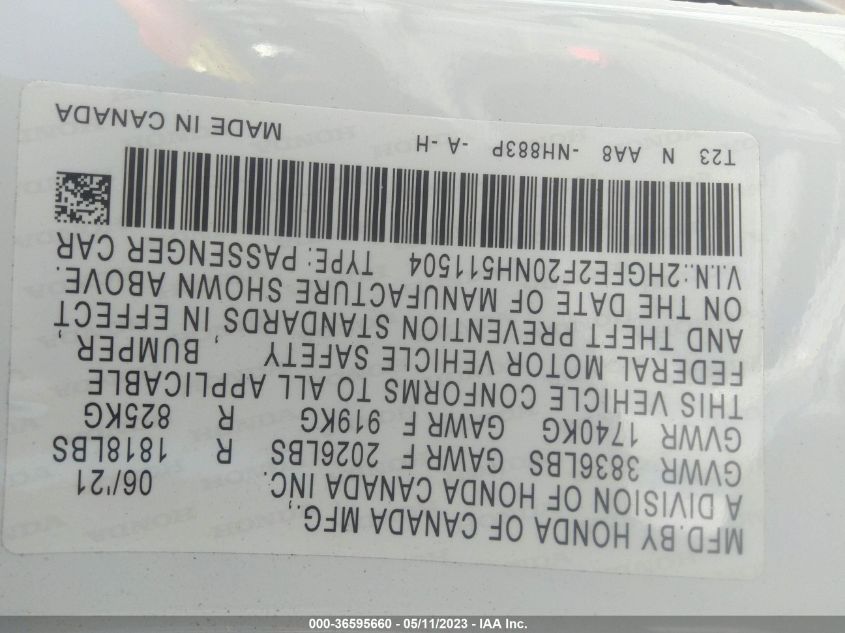 MFD.BY HONDA OF CANADA MFG.,
A DIVISION OF HONDA CANADA INC. 06/'21
GVWR 3836LBS GAWR F 2026LBS R 1818LBS
GVWR 1740KG GAWR F 919KG R 825KG
THIS VEHICLE CONFORMS TO ALL APPLICABLE
FEDERAL MOTOR VEHICLE SAFETY , BUMPER,
AND THEFT PREVENTION STANDARDS IN EFFECT
ON THE DATE OF MANUFACTURE SHOWN ABOVE.
V.I.N.:2HGFE2F20NH511504 TYPE: PASSENGER CAR
T23 N AA8 -NH883P -A -H MADE IN CANADA
000-36595660 - 05/11/2023 - IAA Inc.